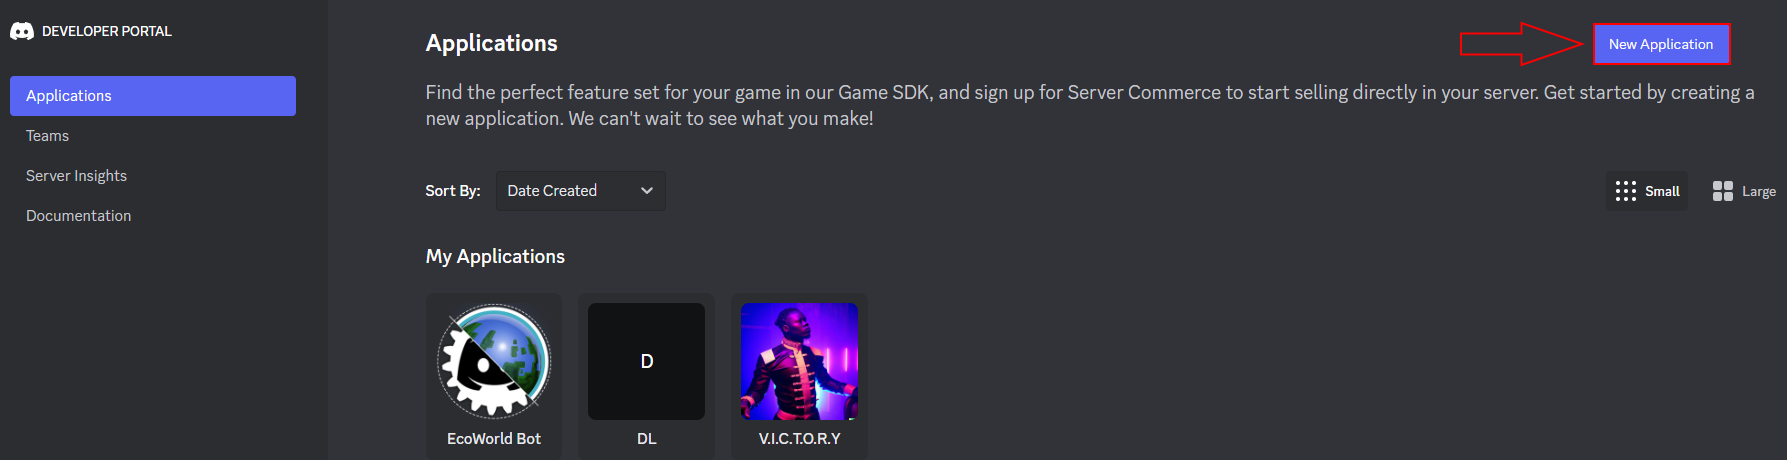 DEVELOPER PORTAL
Applications
Teams
Server Insights
Documentation
Applications
New Application
Find the perfect feature set for your game in our Game SDK, and sign up for Server Commerce to start selling directly in your server. Get started by creating a
new application. We can't wait to see what you make!
Sort By: Date Created
Small Large
My Applications
D
EcoWorld Bot DL V.I.C.T.O.R.Y